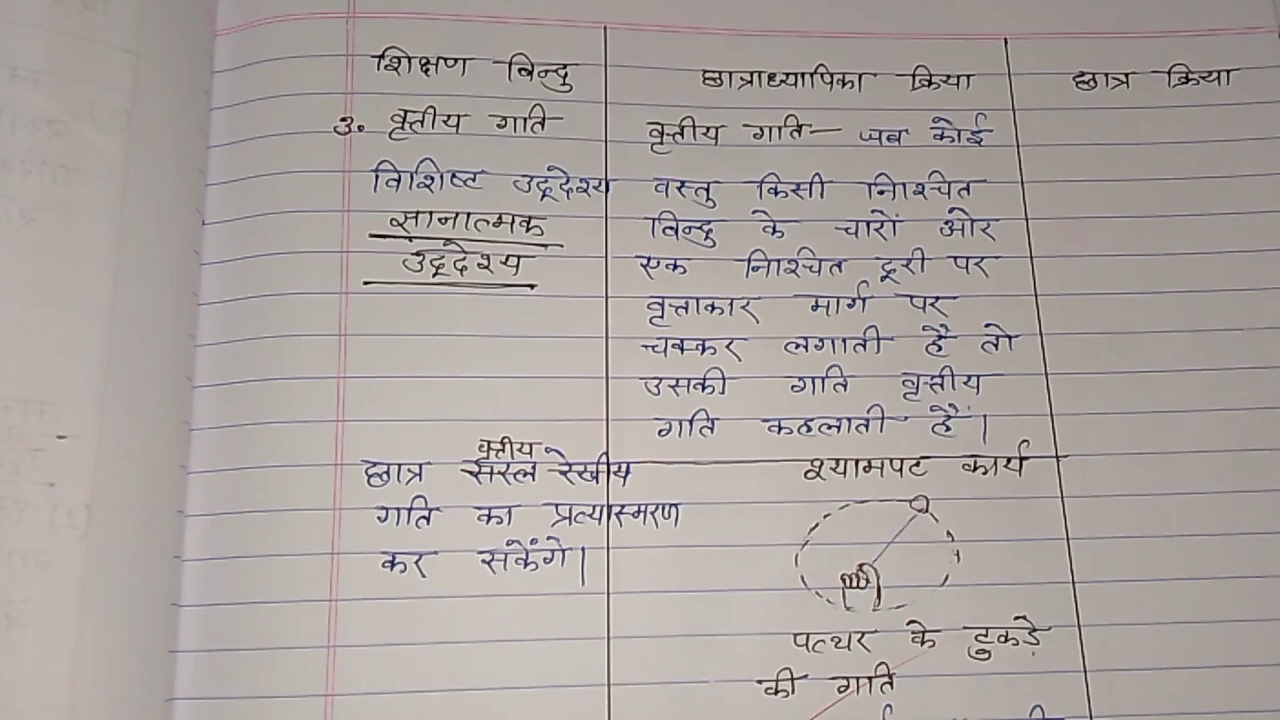 शिक्षण बिन्दु छात्राध्यापिका क्रिया छात्र क्रिया
3. वृत्तीय गति
विशिष्ट उद्देश्य
ज्ञानात्मक
उद्देश्य
वृत्तीय गति — जब कोई
वस्तु किसी निश्चित
बिन्दु के चारों ओर
एक निश्चित दूरी पर
वृत्ताकार मार्ग पर
चक्कर लगाती है तो
उसकी गति वृत्तीय
गति कहलाती है।
वृत्तीय
छात्र सरल रेखीय
गति का प्रत्यास्मरण
कर सकेंगे।
श्यामपट कार्य
पत्थर के टुकड़े
की गति